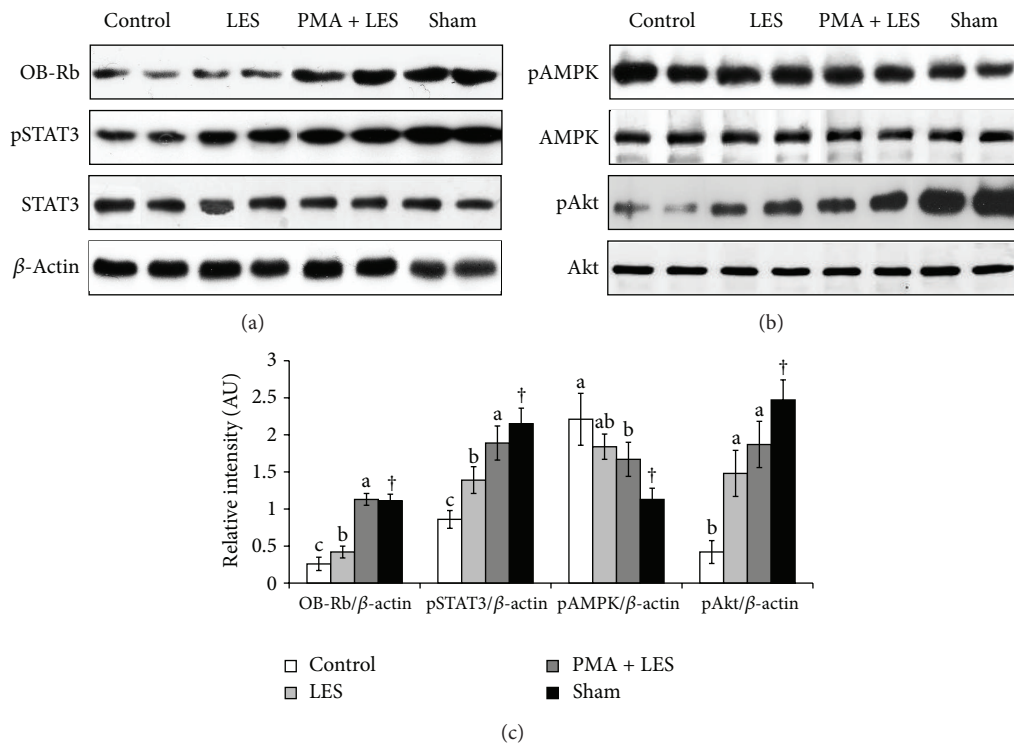 Control LES PMA + LES Sham
OB-Rb
pSTAT3
STAT3
β-Actin
(a)
Control LES PMA + LES Sham
pAMPK
AMPK
pAkt
Akt
(b)
Relative intensity (AU)
3
2.5
2
1.5
1
0.5
0
c b a †
c b a †
a ab b †
b a a †
OB-Rb/β-actin pSTAT3/β-actin pAMPK/β-actin pAkt/β-actin
Control PMA + LES
LES Sham
(c)